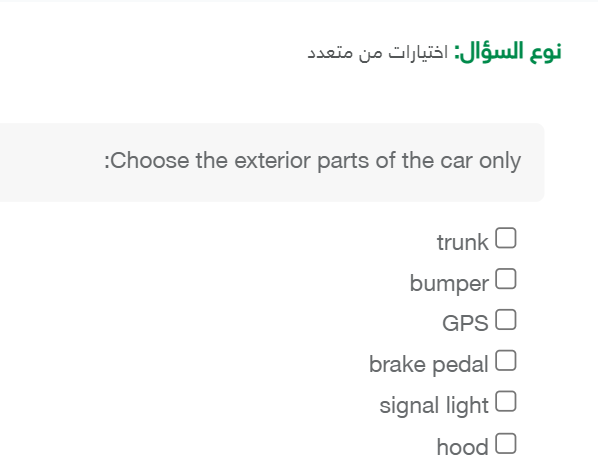 نوع السؤال: اختيارات من متعدد
Choose the exterior parts of the car only:
trunk
bumper
GPS
brake pedal
signal light
hood